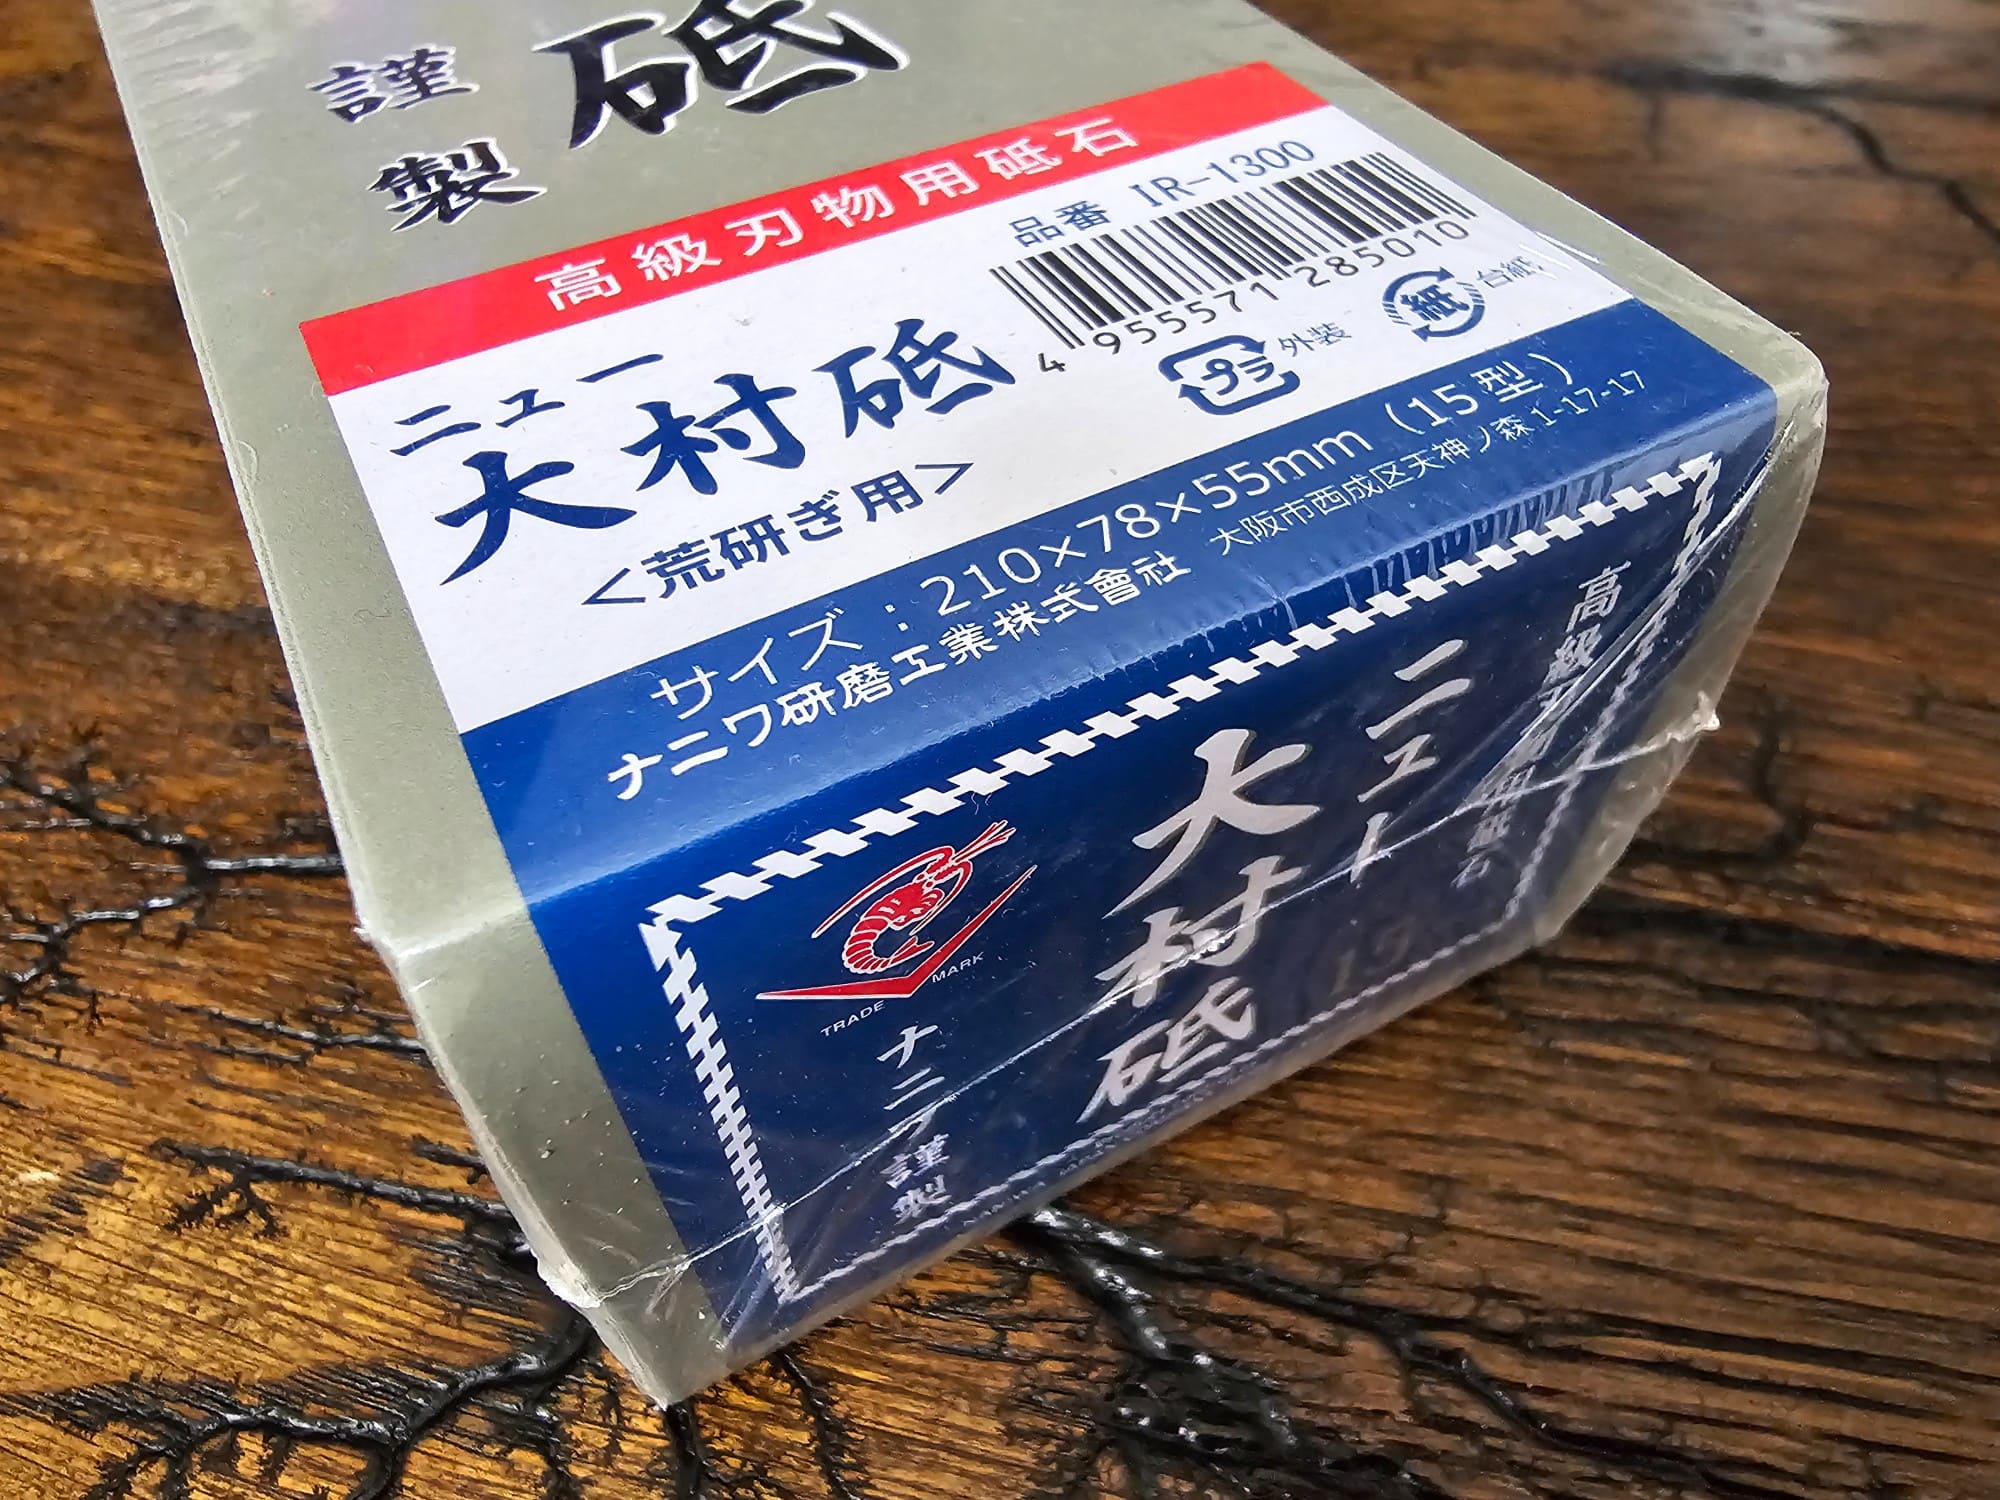 砥
謹製
高級刃物用砥石
品番 IR-1300
4 955571 285010
外装
プラ
紙
台紙
ニュー
大村砥
<荒研ぎ用>
サイズ：210×78×55mm（15型）
ナニワ研磨工業株式會社 大阪市西成区天神ノ森1-17-17
高級刃物用砥石
ニュー
大村砥
15
TRADE MARK
ナニワ謹製